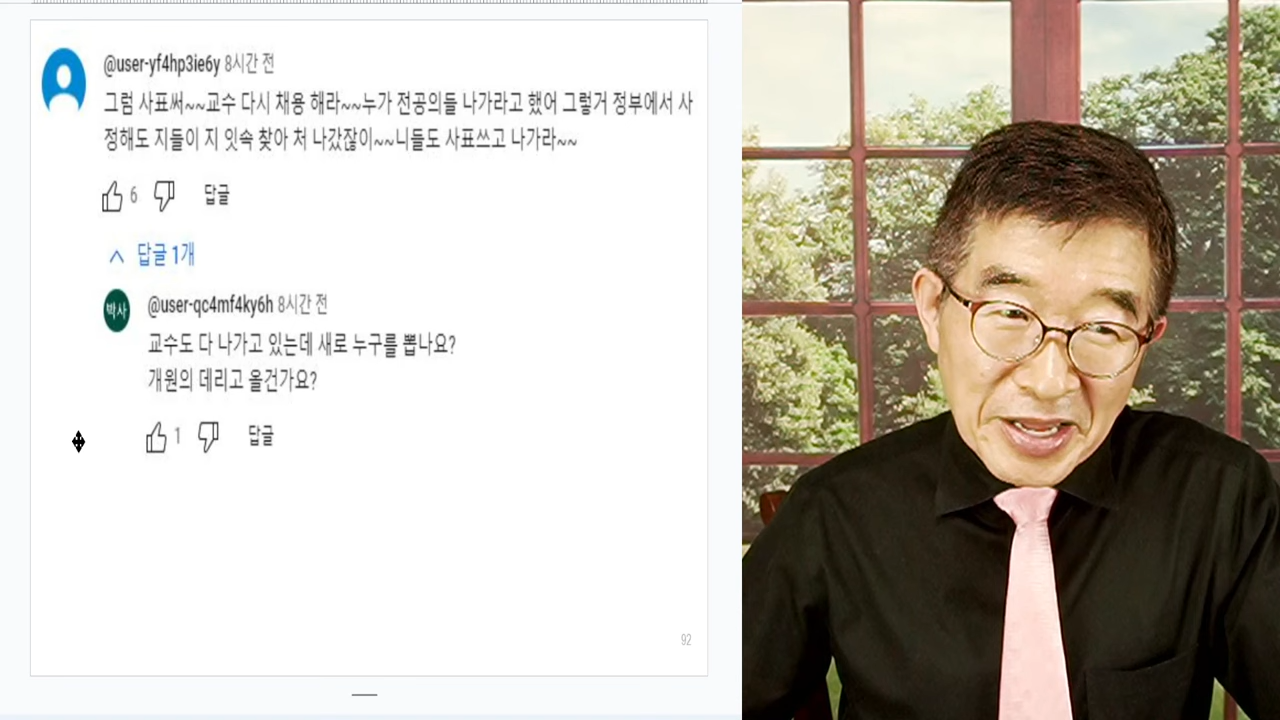 @user-yf4hp3ie6y 8시간 전
그럼 사표써~~교수 다시 채용 해라~~누가 전공의들 나가라고 했어 그렇거 정부에서 사
정해도 지들이 지 잇속 찾아 처 나갔잖이~~니들도 사표쓰고 나가라~~
6 답글
답글 1개
박사
@user-qc4mf4ky6h 8시간 전
교수도 다 나가고 있는데 새로 누구를 뽑나요?
개원의 데리고 올건가요?
1 답글
92